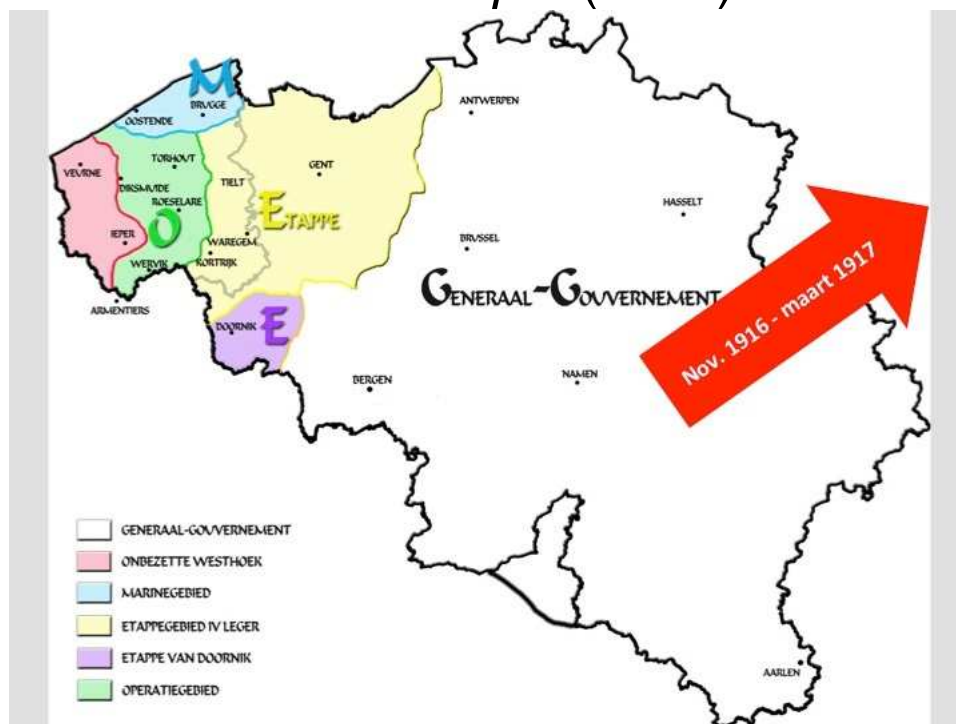 M
BRUGGE
OOSTENDE
ANTWERPEN
VEURNE
TORHOUT
DIKSMUIDE
ROESELARE
O
IEPER
WERVIK
ARMENTIERS
TIELT
GENT
ETAPPE
WAREGEM
KORTRIJK
HASSELT
BRUSSEL
GENERAAL-GOUVERNEMENT
DOORNIK
E
BERGEN
NAMEN
AARLEN
Nov. 1916 - maart 1917
GENERAAL-GOUVERNEMENT
ONBEZETTE WESTHOEK
MARINEGEBIED
ETAPPEGEBIED IV LEGER
ETAPPE VAN DOORNIK
OPERATIEGEBIED